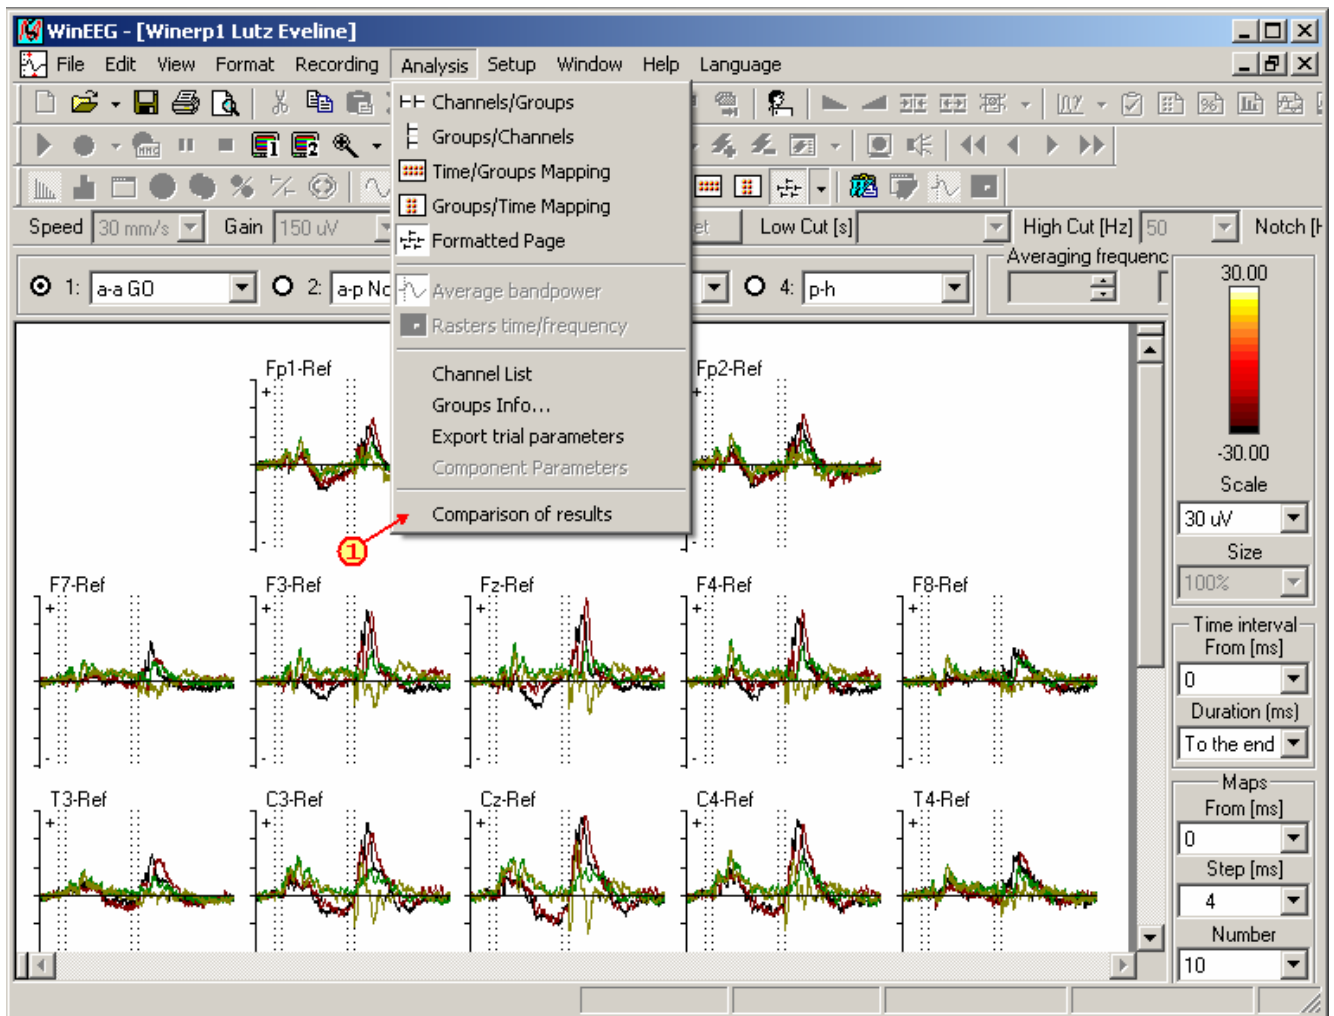 WinEEG - [Winerp1 Lutz Eveline]
File Edit View Format Recording Analysis Setup Window Help Language
Channels/Groups
Groups/Channels
Time/Groups Mapping
Groups/Time Mapping
Formatted Page
Average bandpower
Rasters time/frequency
Channel List
Groups Info...
Export trial parameters
Component Parameters
Comparison of results
1
Speed 30 mm/s Gain 150 uV Low Cut [s] High Cut [Hz] 50 Notch [H
1: a-a GO 2: a-p No 4: p-h
Averaging frequenc
30.00
-30.00
Scale
30 uV
Size
100%
Time interval
From [ms]
0
Duration (ms)
To the end
Maps
From [ms]
0
Step [ms]
4
Number
10
Fp1-Ref Fp2-Ref
F7-Ref F3-Ref Fz-Ref F4-Ref F8-Ref
T3-Ref C3-Ref Cz-Ref C4-Ref T4-Ref